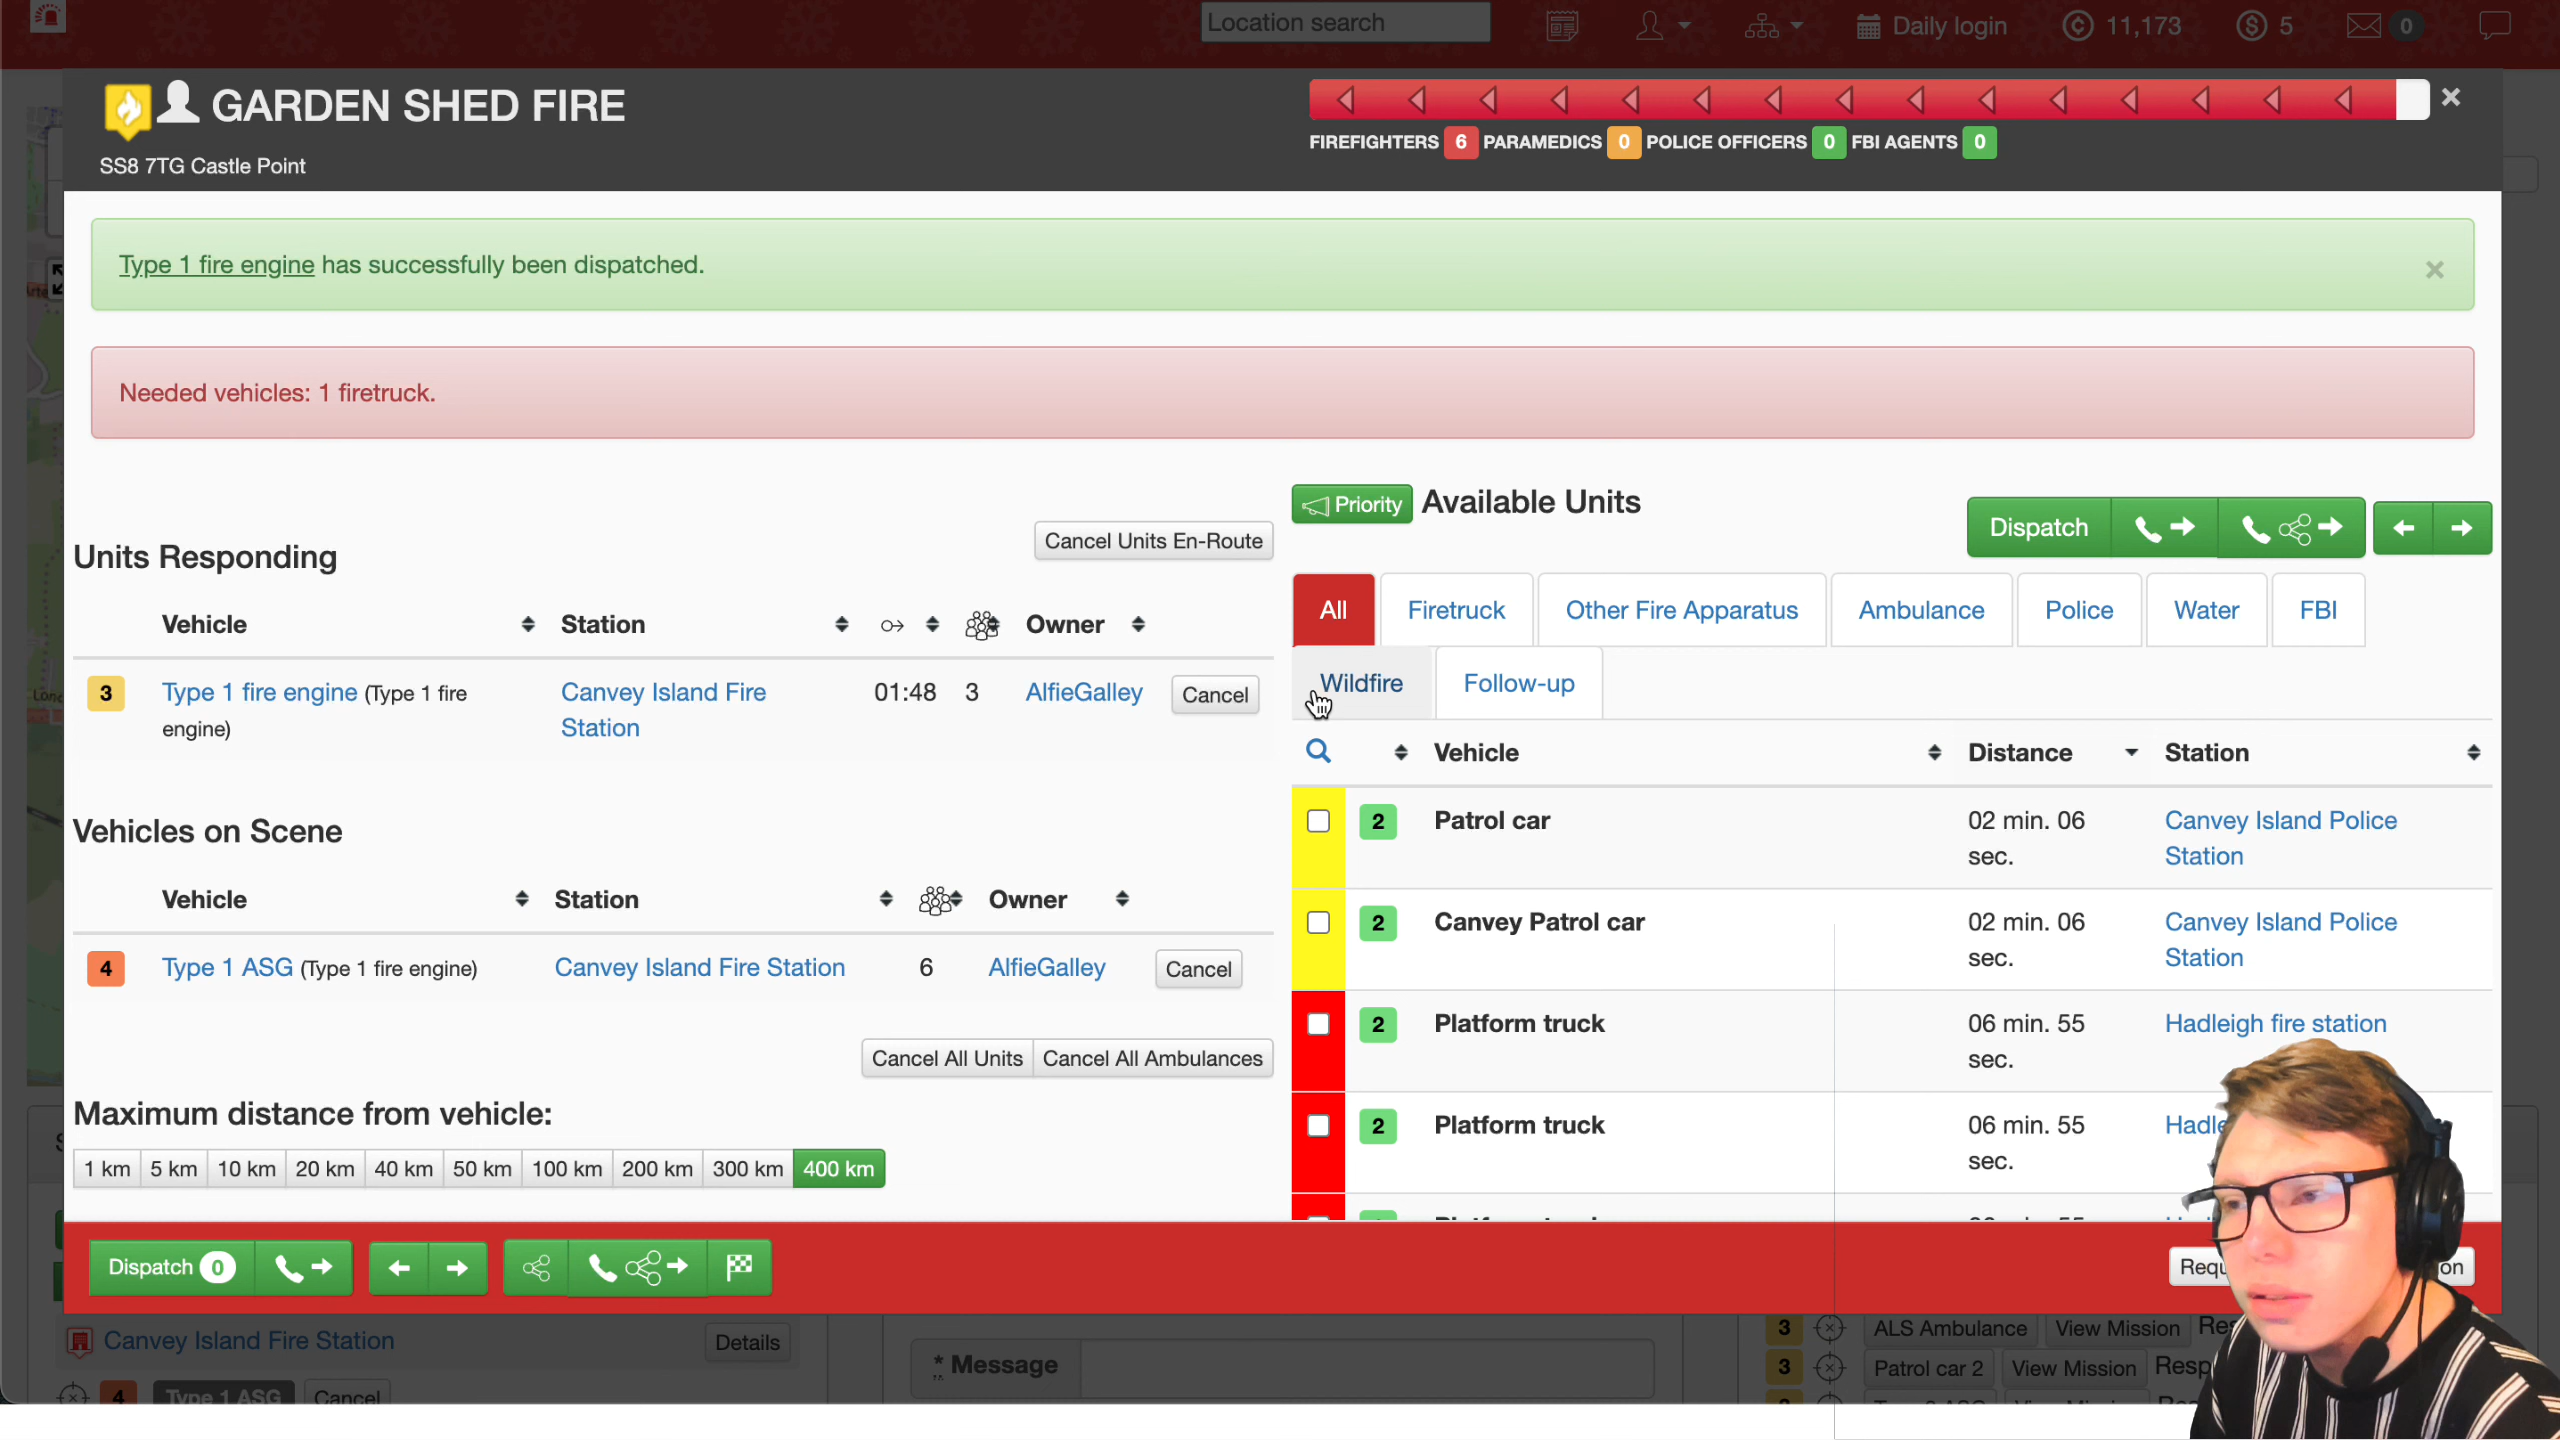 Location search
Daily login
11,173
5
0
GARDEN SHED FIRE
SS8 7TG Castle Point
FIREFIGHTERS 6 PARAMEDICS 0 POLICE OFFICERS 0 FBI AGENTS 0
Type 1 fire engine has successfully been dispatched.
Needed vehicles: 1 firetruck.
Units Responding
Cancel Units En-Route
Vehicle Station Owner
3 Type 1 fire engine (Type 1 fire engine) Canvey Island Fire Station 01:48 3 AlfieGalley Cancel
Vehicles on Scene
Vehicle Station Owner
4 Type 1 ASG (Type 1 fire engine) Canvey Island Fire Station 6 AlfieGalley Cancel
Cancel All Units Cancel All Ambulances
Maximum distance from vehicle:
1 km 5 km 10 km 20 km 40 km 50 km 100 km 200 km 300 km 400 km
Priority Available Units
Dispatch
All Firetruck Other Fire Apparatus Ambulance Police Water FBI
Wildfire Follow-up
Vehicle Distance Station
2 Patrol car 02 min. 06 sec. Canvey Island Police Station
2 Canvey Patrol car 02 min. 06 sec. Canvey Island Police Station
2 Platform truck 06 min. 55 sec. Hadleigh fire station
2 Platform truck 06 min. 55 sec.
Dispatch 0
Canvey Island Fire Station Details
4 Type 1 ASG Cancel
* Message
3 ALS Ambulance View Mission
3 Patrol car 2 View Mission